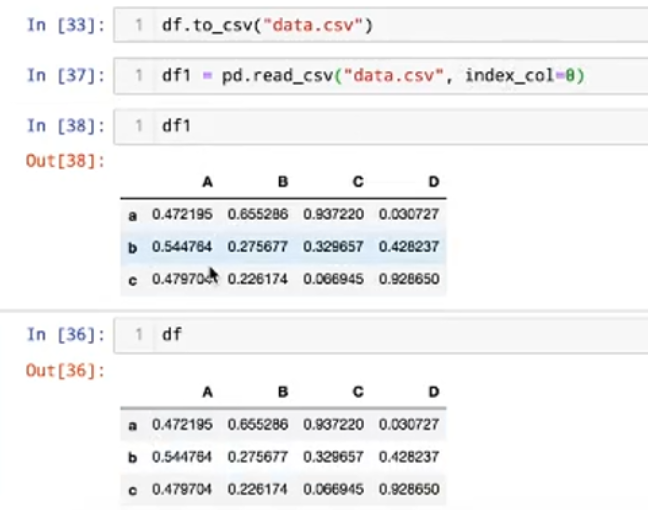 In [33]: 1 df.to_csv("data.csv")
In [37]: 1 df1 = pd.read_csv("data.csv", index_col=0)
In [38]: 1 df1
Out[38]:
A B C D
a 0.472195 0.655286 0.937220 0.030727
b 0.544764 0.275677 0.329657 0.428237
c 0.479704 0.226174 0.066945 0.928650
In [36]: 1 df
Out[36]:
A B C D
a 0.472195 0.655286 0.937220 0.030727
b 0.544764 0.275677 0.329657 0.428237
c 0.479704 0.226174 0.066945 0.928650